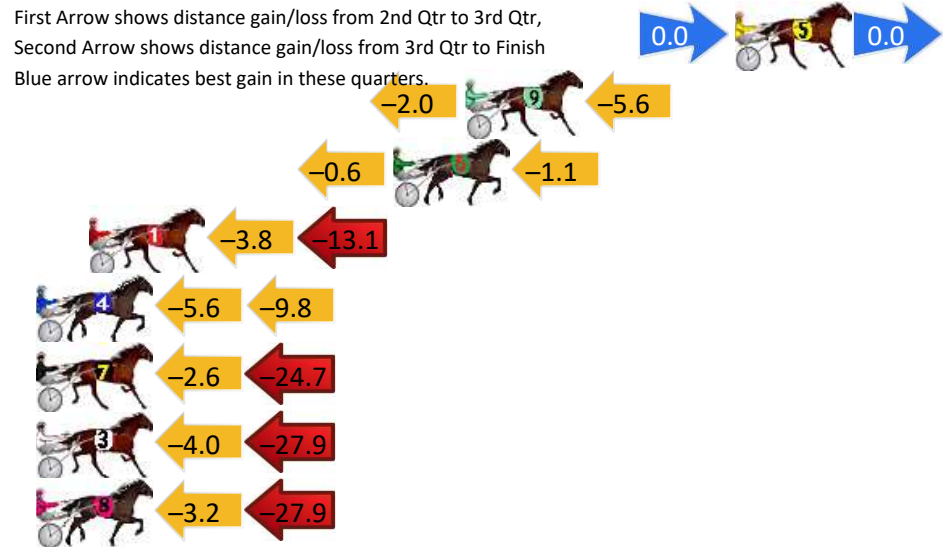 First Arrow shows distance gain/loss from 2nd Qtr to 3rd Qtr,
Second Arrow shows distance gain/loss from 3rd Qtr to Finish
Blue arrow indicates best gain in these quarters.
0.0 5 0.0
–2.0 9 –5.6
–0.6 6 –1.1
1 –3.8 –13.1
4 –5.6 –9.8
7 –2.6 –24.7
3 –4.0 –27.9
8 –3.2 –27.9